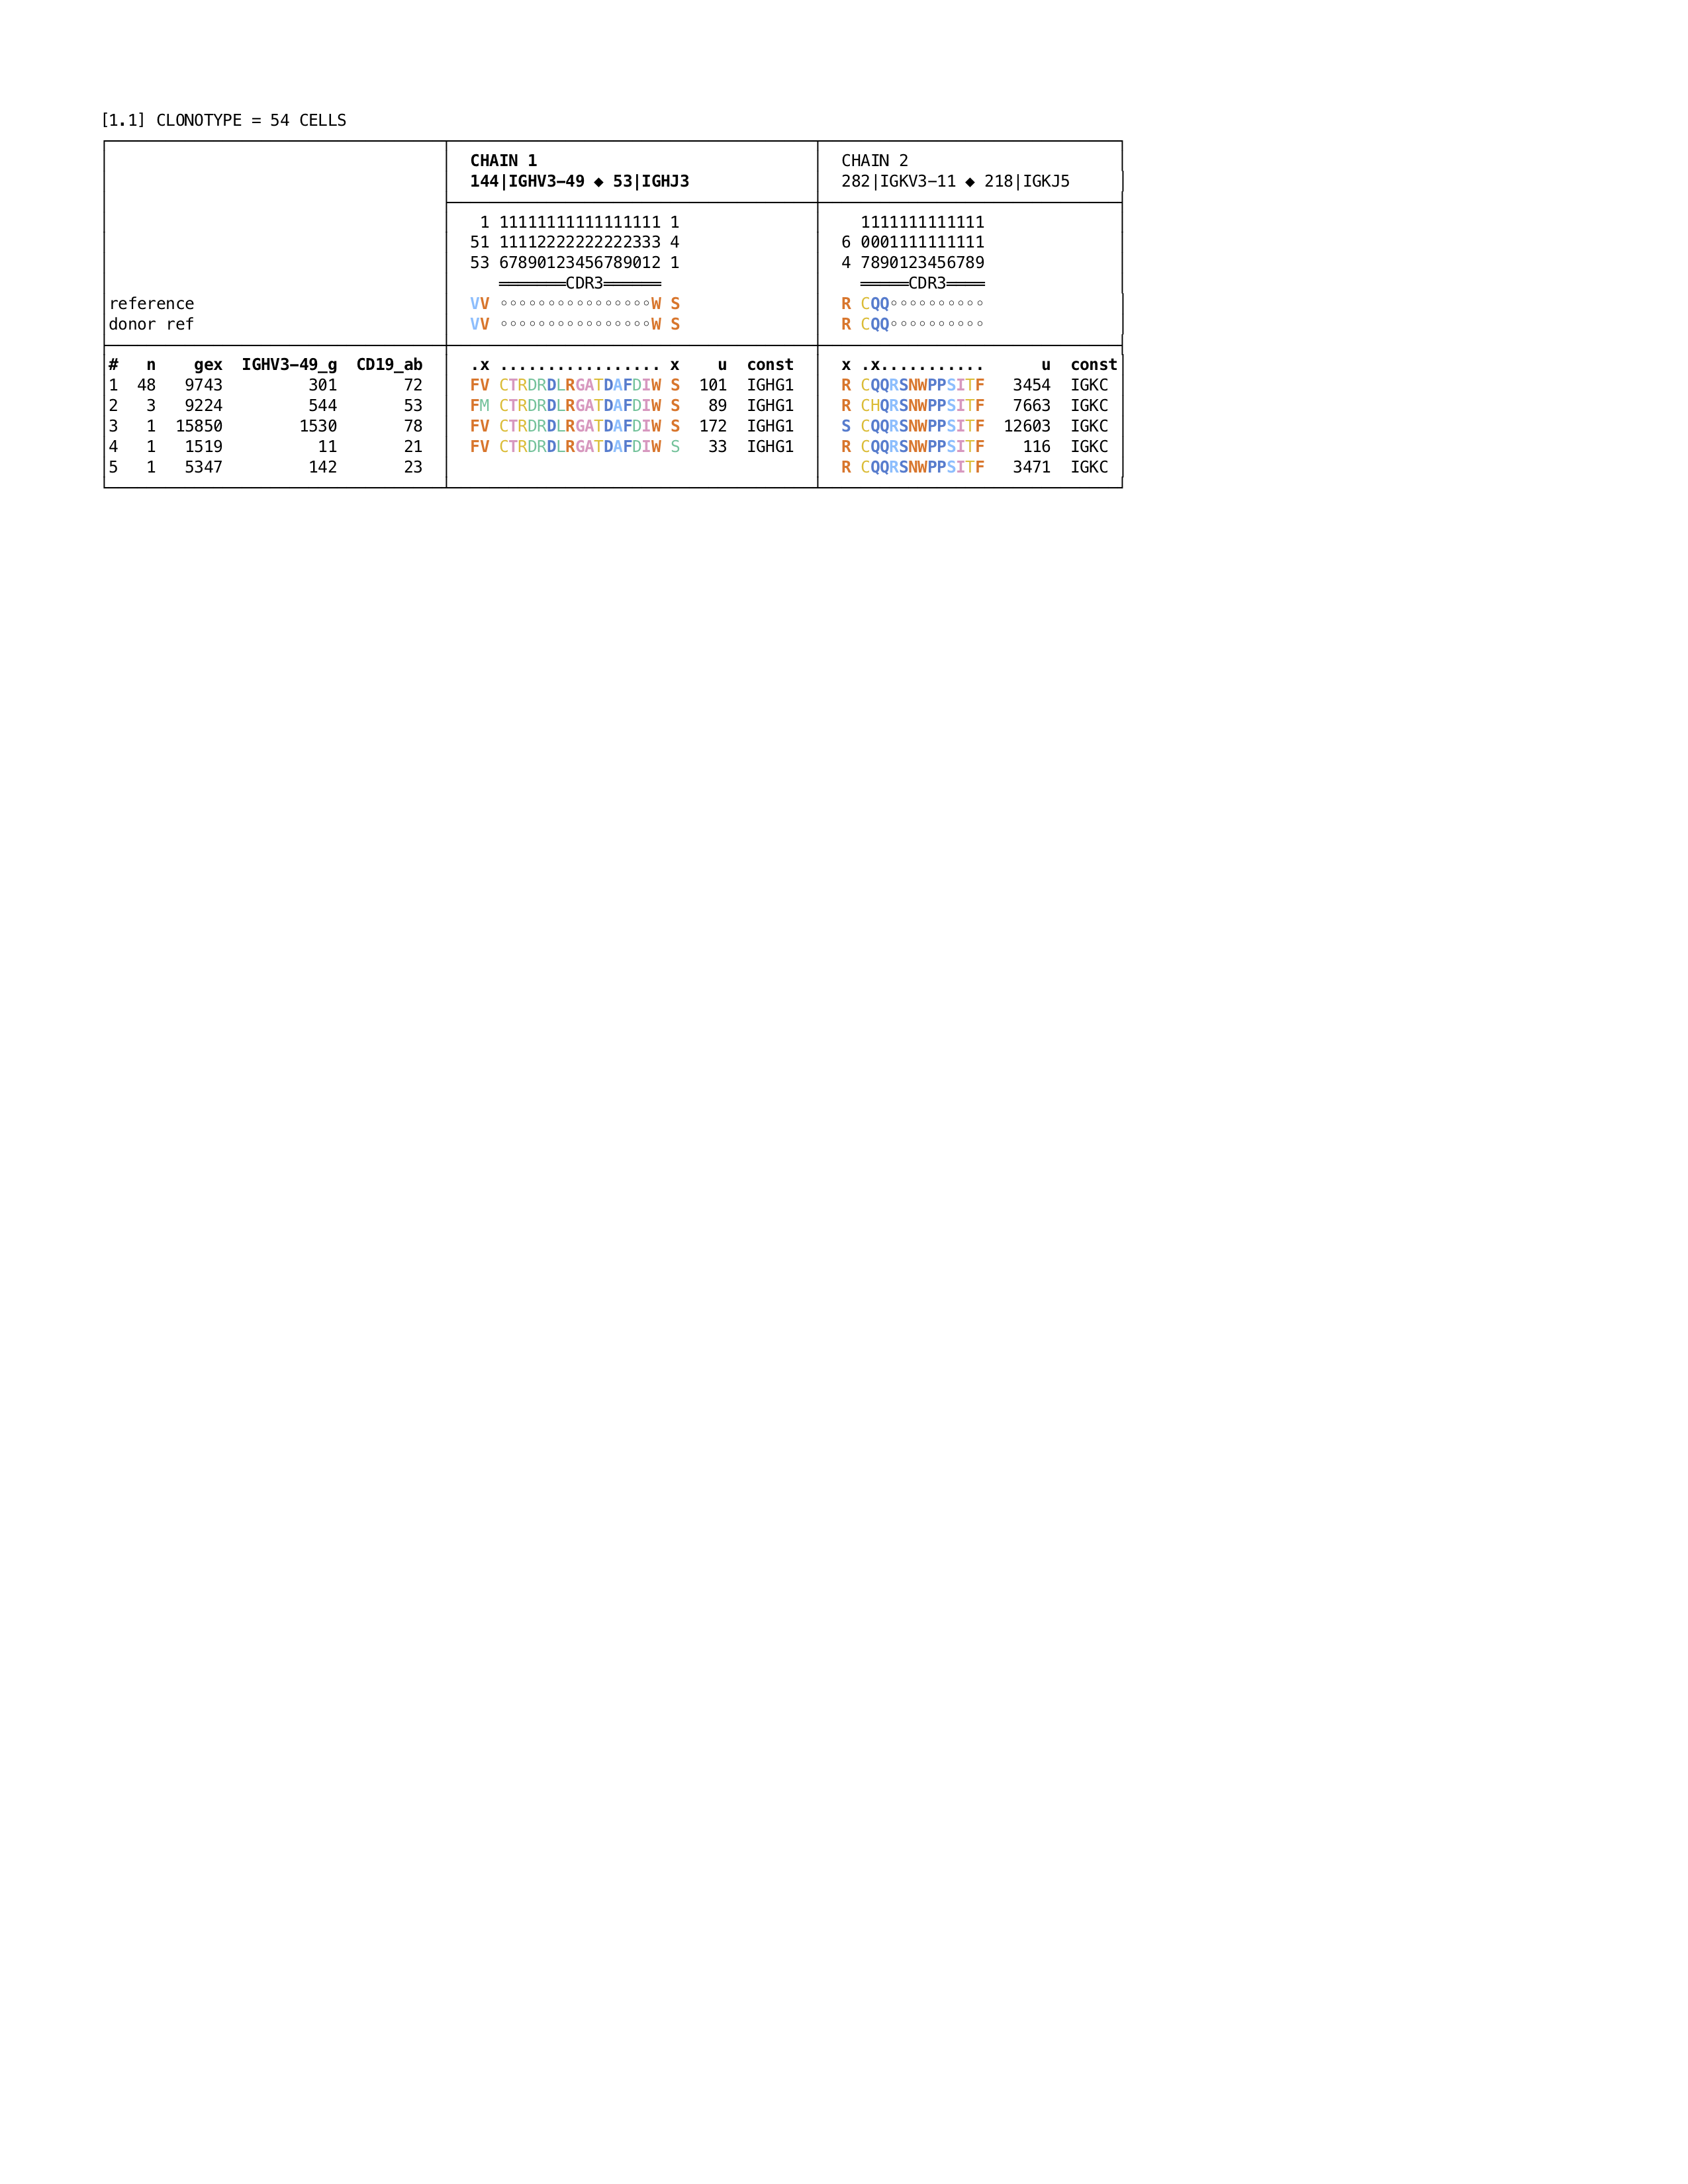 [1.1] CLONOTYPE = 54 CELLS
CHAIN 1 CHAIN 2
144|IGHV3–49 ◆ 53|IGHJ3 282|IGKV3–11 ◆ 218|IGKJ5
1 11111111111111111 1 1111111111111
51 11112222222222333 4 6 0001111111111
53 67890123456789012 1 4 7890123456789
═══════CDR3══════ ═════CDR3════
reference VV ◦◦◦◦◦◦◦◦◦◦◦◦◦◦◦◦W S R CQQ◦◦◦◦◦◦◦◦◦◦
donor ref VV ◦◦◦◦◦◦◦◦◦◦◦◦◦◦◦◦W S R CQQ◦◦◦◦◦◦◦◦◦◦
# n gex IGHV3–49_g CD19_ab .x ................. x u const x .x........... u const
1 48 9743 301 72 FV CTRDRDLRGATDAFDIW S 101 IGHG1 R CQQRSNWPPSITF 3454 IGKC
2 3 9224 544 53 FM CTRDRDLRGATDAFDIW S 89 IGHG1 R CHQRSNWPPSITF 7663 IGKC
3 1 15850 1530 78 FV CTRDRDLRGATDAFDIW S 172 IGHG1 S CQQRSNWPPSITF 12603 IGKC
4 1 1519 11 21 FV CTRDRDLRGATDAFDIW S 33 IGHG1 R CQQRSNWPPSITF 116 IGKC
5 1 5347 142 23 R CQQRSNWPPSITF 3471 IGKC